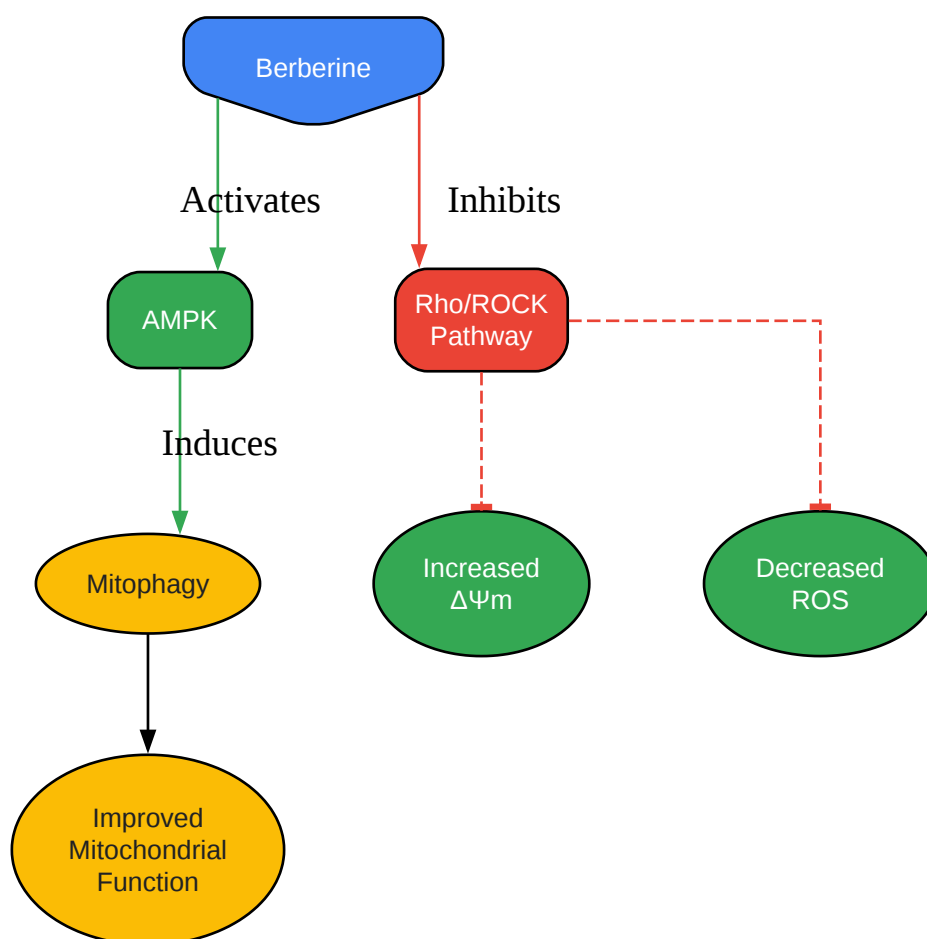 Berberine
Activates
Inhibits
AMPK
Rho/ROCK
Pathway
Induces
Mitophagy
Increased
ΔΨm
Decreased
ROS
Improved
Mitochondrial
Function